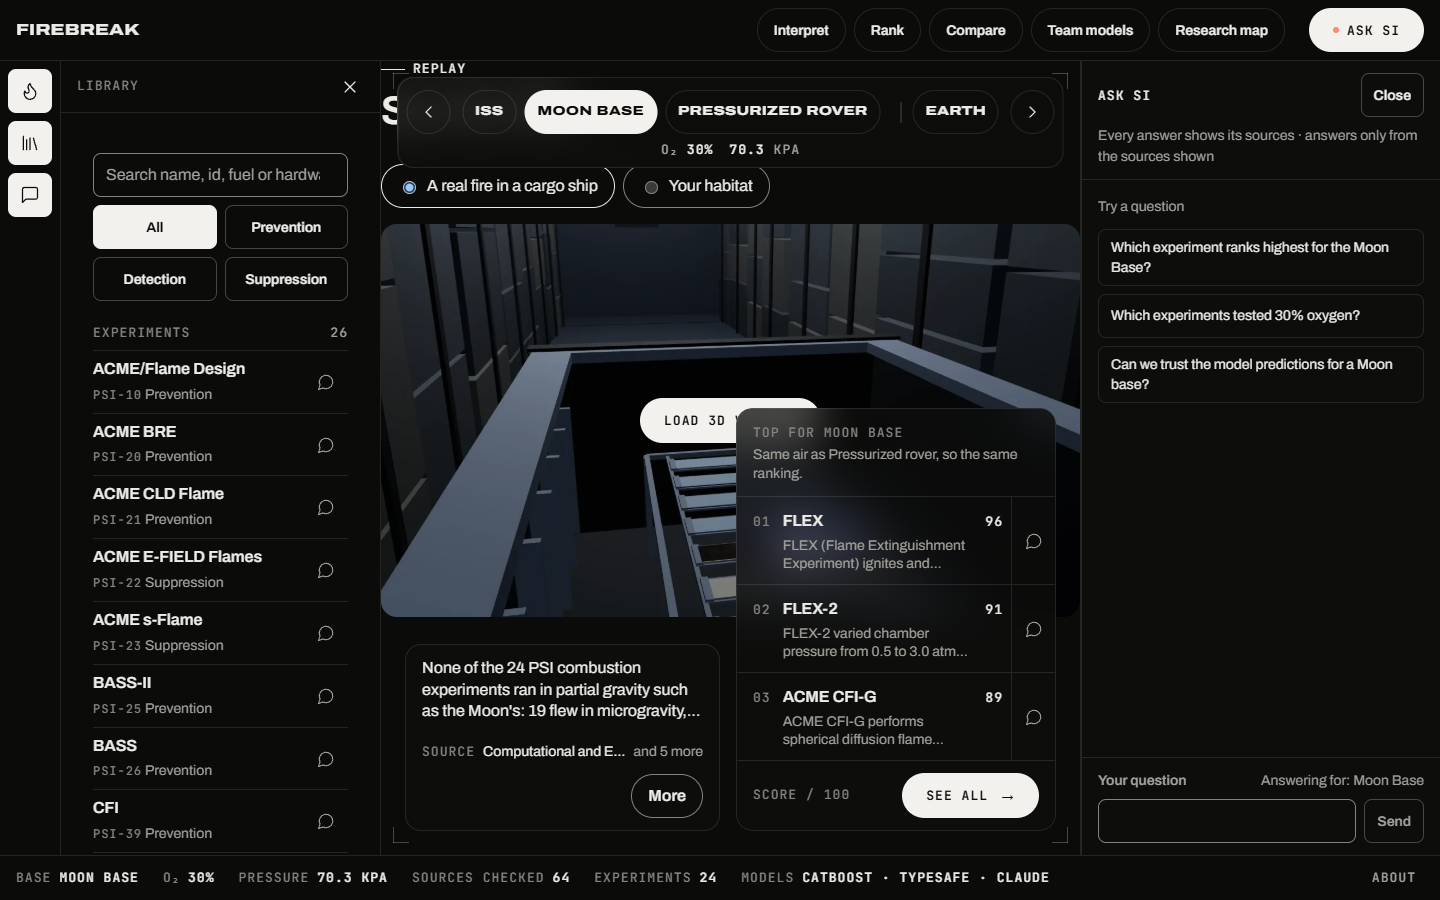 FIREBREAK
Interpret
Rank
Compare
Team models
Research map
ASK SI
LIBRARY
Search name, id, fuel or hardw
All
Prevention
Detection
Suppression
EXPERIMENTS 26
ACME/Flame Design
PSI-10 Prevention
ACME BRE
PSI-20 Prevention
ACME CLD Flame
PSI-21 Prevention
ACME E-FIELD Flames
PSI-22 Suppression
ACME s-Flame
PSI-23 Suppression
BASS-II
PSI-25 Prevention
BASS
PSI-26 Prevention
CFI
PSI-39 Prevention
REPLAY
S
ISS
MOON BASE
PRESSURIZED ROVER
EARTH
O₂ 30% 70.3 KPA
A real fire in a cargo ship
Your habitat
LOAD 3D
TOP FOR MOON BASE
Same air as Pressurized rover, so the same
ranking.
01 FLEX 96
FLEX (Flame Extinguishment
Experiment) ignites and...
02 FLEX-2 91
FLEX-2 varied chamber
pressure from 0.5 to 3.0 atm...
03 ACME CFI-G 89
ACME CFI-G performs
spherical diffusion flame...
SCORE / 100
SEE ALL →
None of the 24 PSI combustion
experiments ran in partial gravity such
as the Moon's: 19 flew in microgravity,...
SOURCE Computational and E... and 5 more
More
ASK SI
Close
Every answer shows its sources · answers only from
the sources shown
Try a question
Which experiment ranks highest for the Moon
Base?
Which experiments tested 30% oxygen?
Can we trust the model predictions for a Moon
base?
Your question
Answering for: Moon Base
Send
BASE MOON BASE O₂ 30% PRESSURE 70.3 KPA SOURCES CHECKED 64 EXPERIMENTS 24 MODELS CATBOOST · TYPESAFE · CLAUDE ABOUT